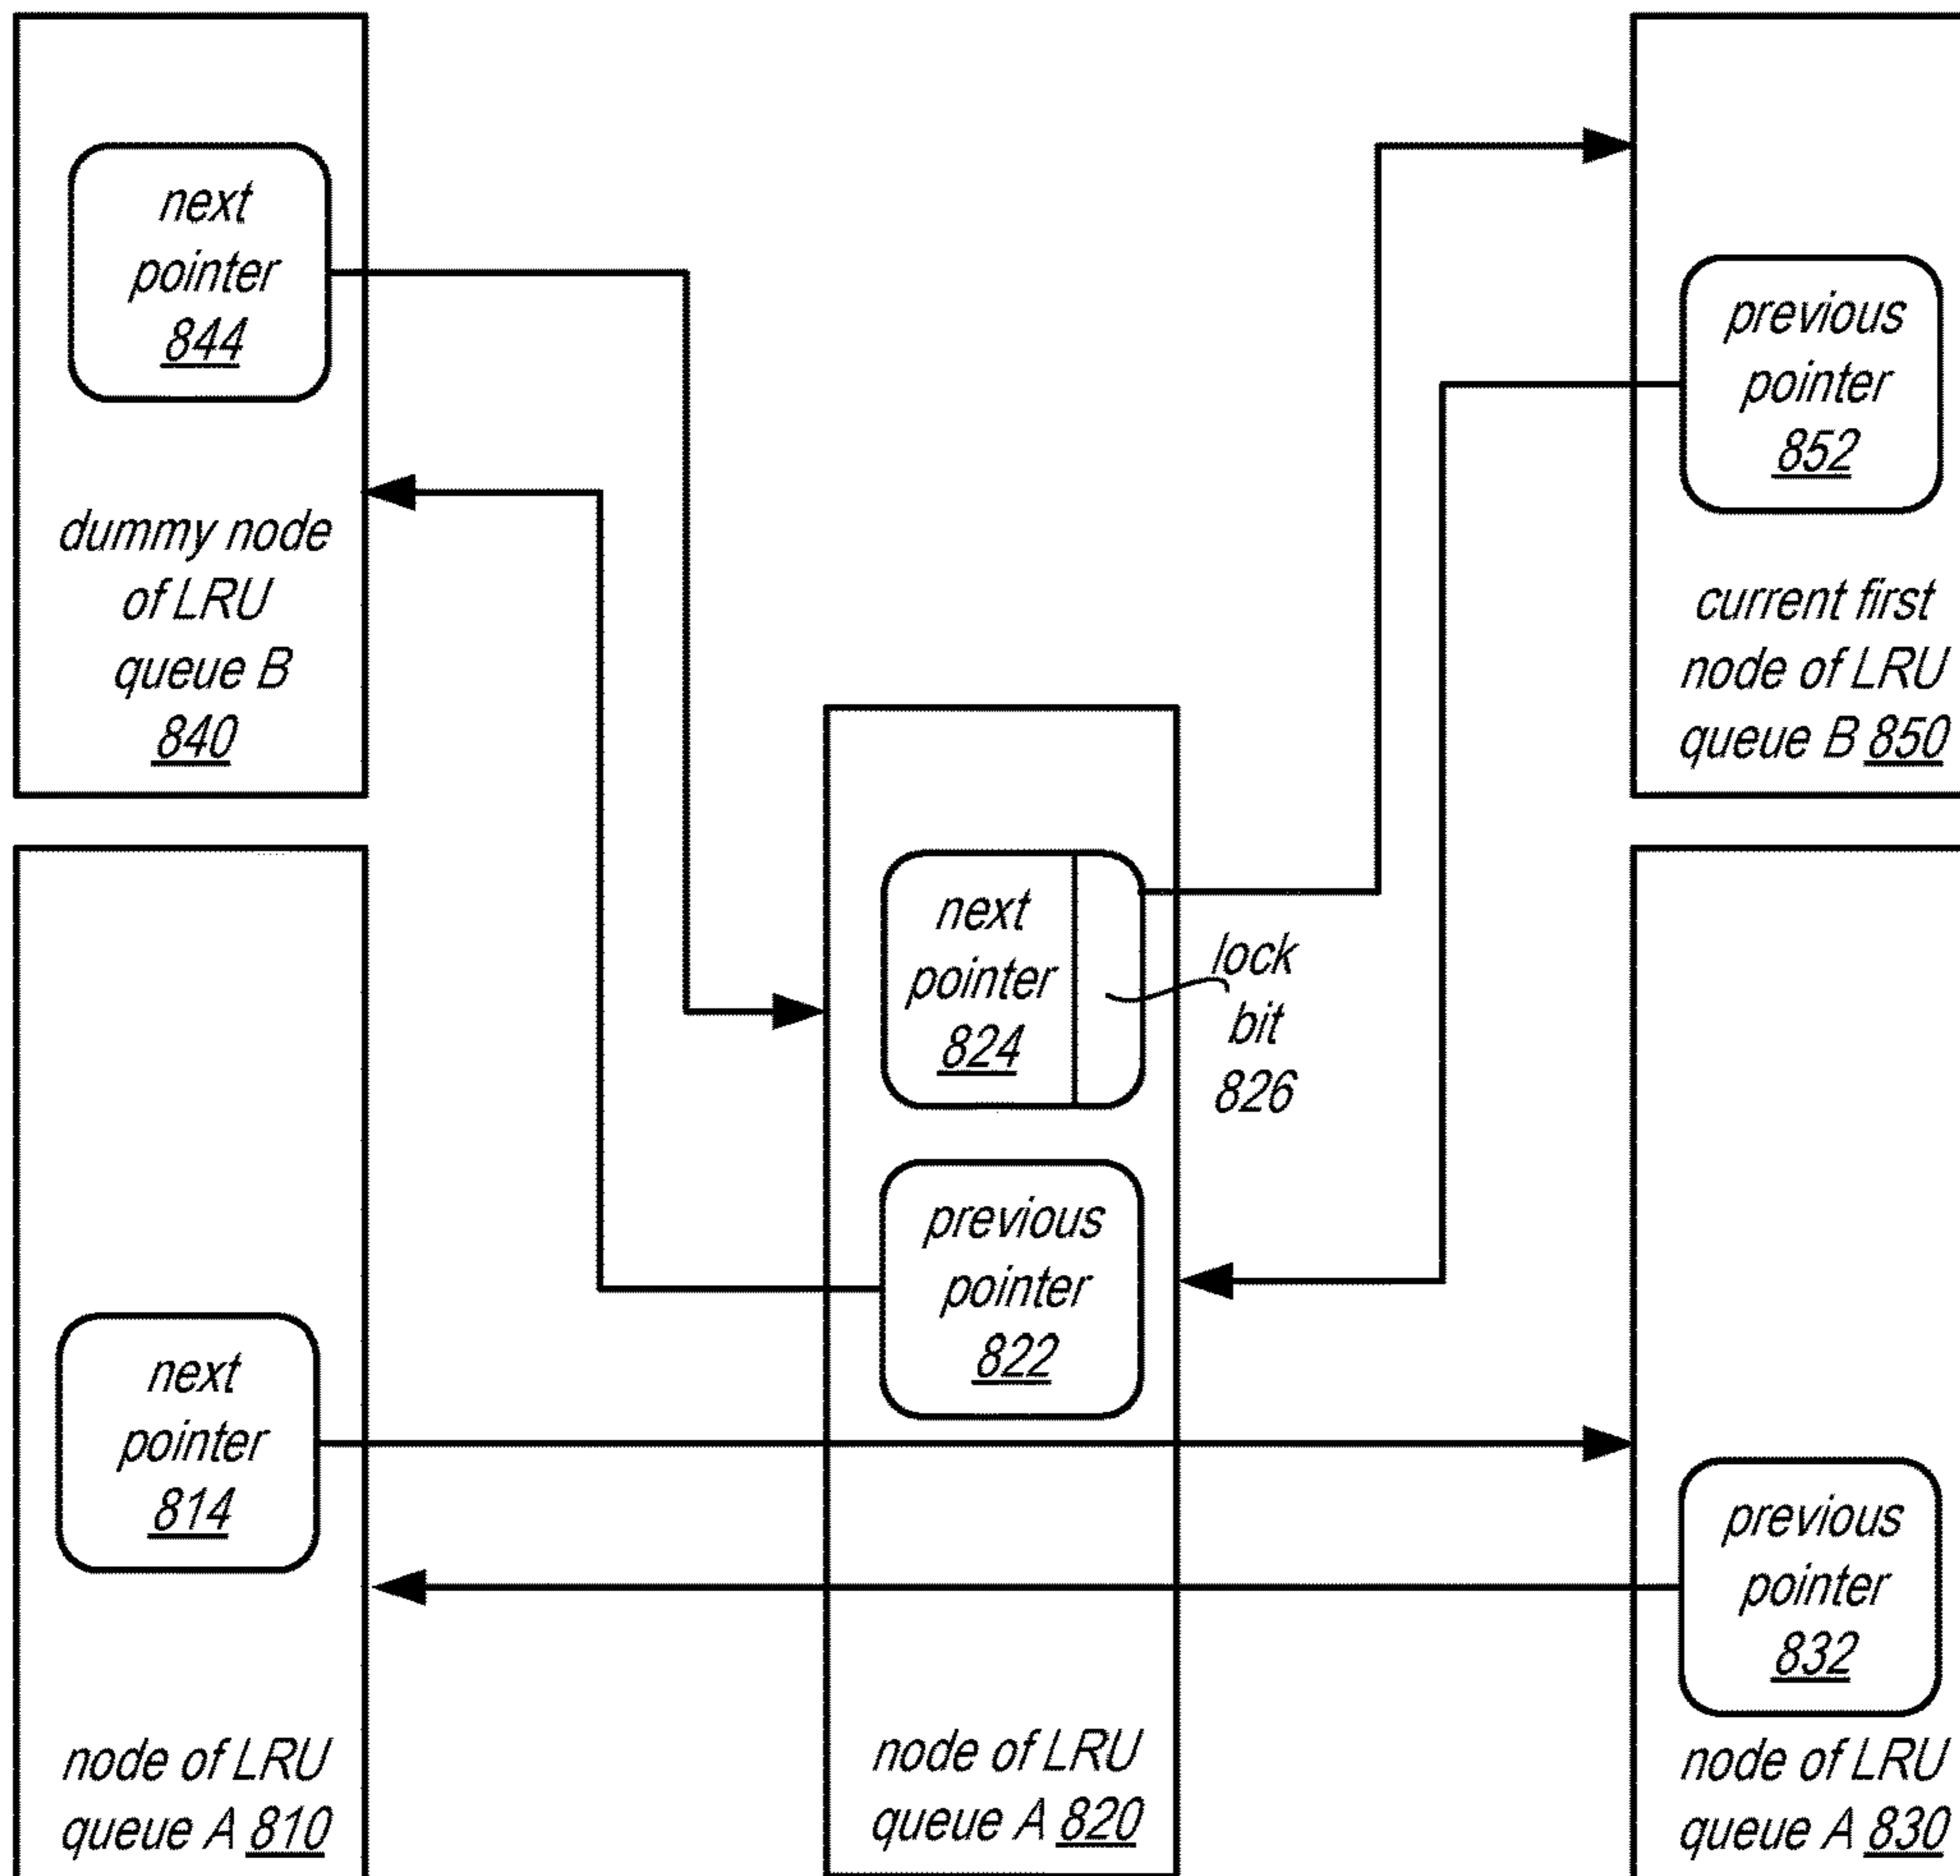 next
pointer
844
dummy node
of LRU
queue B
840
previous
pointer
852
current first
node of LRU
queue B 850
next
pointer
824
lock
bit
826
previous
pointer
822
node of LRU
queue A 820
next
pointer
814
node of LRU
queue A 810
previous
pointer
832
node of LRU
queue A 830